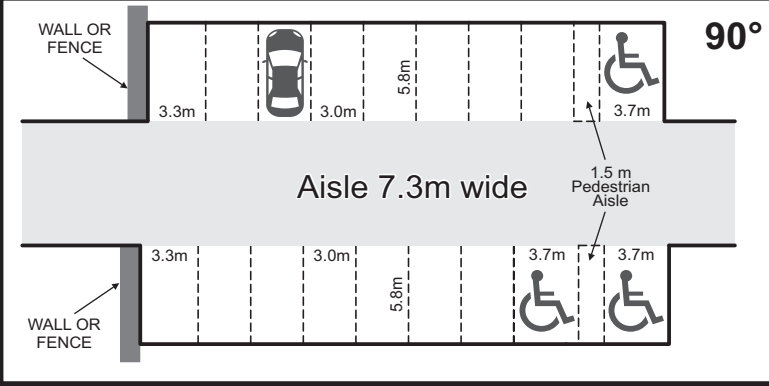 WALL OR
FENCE
90°
5.8m
3.3m
3.0m
3.7m
Aisle 7.3m wide
1.5 m
Pedestrian
Aisle
3.3m
3.0m
3.7m
3.7m
5.8m
WALL OR
FENCE